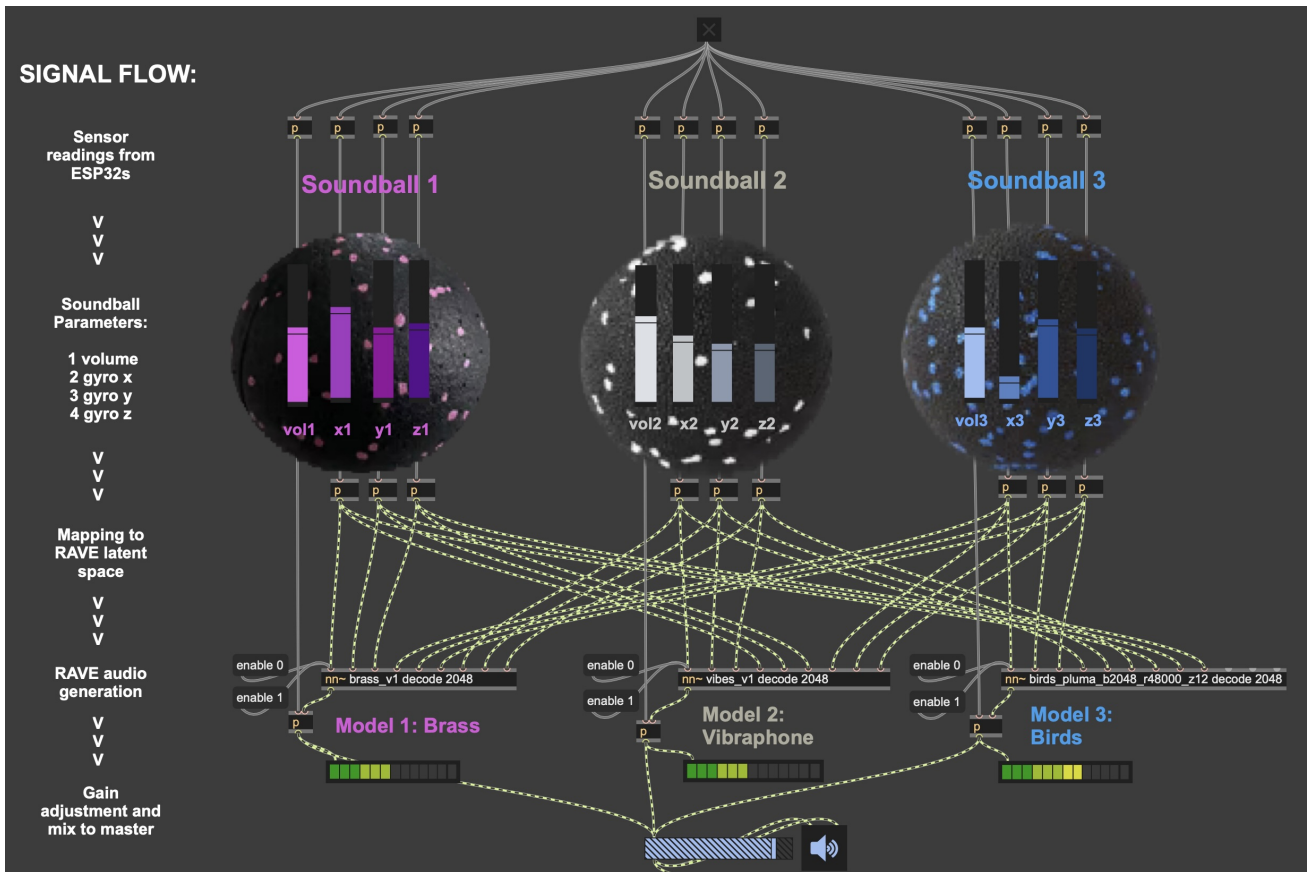 SIGNAL FLOW:
Sensor
readings from
ESP32s
V
V
V
Soundball
Parameters:
1 volume
2 gyro x
3 gyro y
4 gyro z
V
V
V
Mapping to
RAVE latent
space
V
V
V
RAVE audio
generation
V
V
V
Gain
adjustment and
mix to master
p p p p
p p p p
p p p p
Soundball 1
Soundball 2
Soundball 3
vol1 x1 y1 z1
vol2 x2 y2 z2
vol3 x3 y3 z3
p p p
p p p
p p p
enable 0
enable 1
nn~ brass_v1 decode 2048
p
Model 1: Brass
enable 0
enable 1
nn~ vibes_v1 decode 2048
p
Model 2:
Vibraphone
enable 0
enable 1
nn~ birds_pluma_b2048_r48000_z12 decode 2048
p
Model 3:
Birds